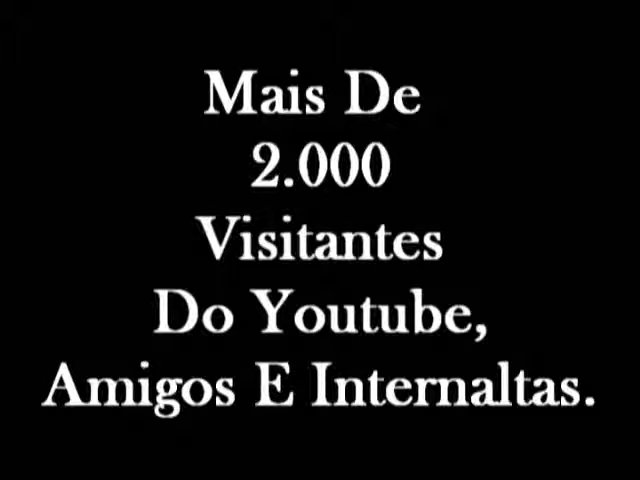 Mais De
2.000
Visitantes
Do Youtube,
Amigos E Internaltas.